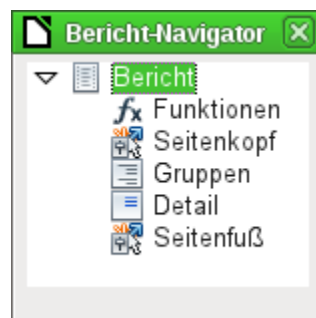 Bericht-Navigator
Bericht
Funktionen
Seitenkopf
Gruppen
Detail
Seitenfuß